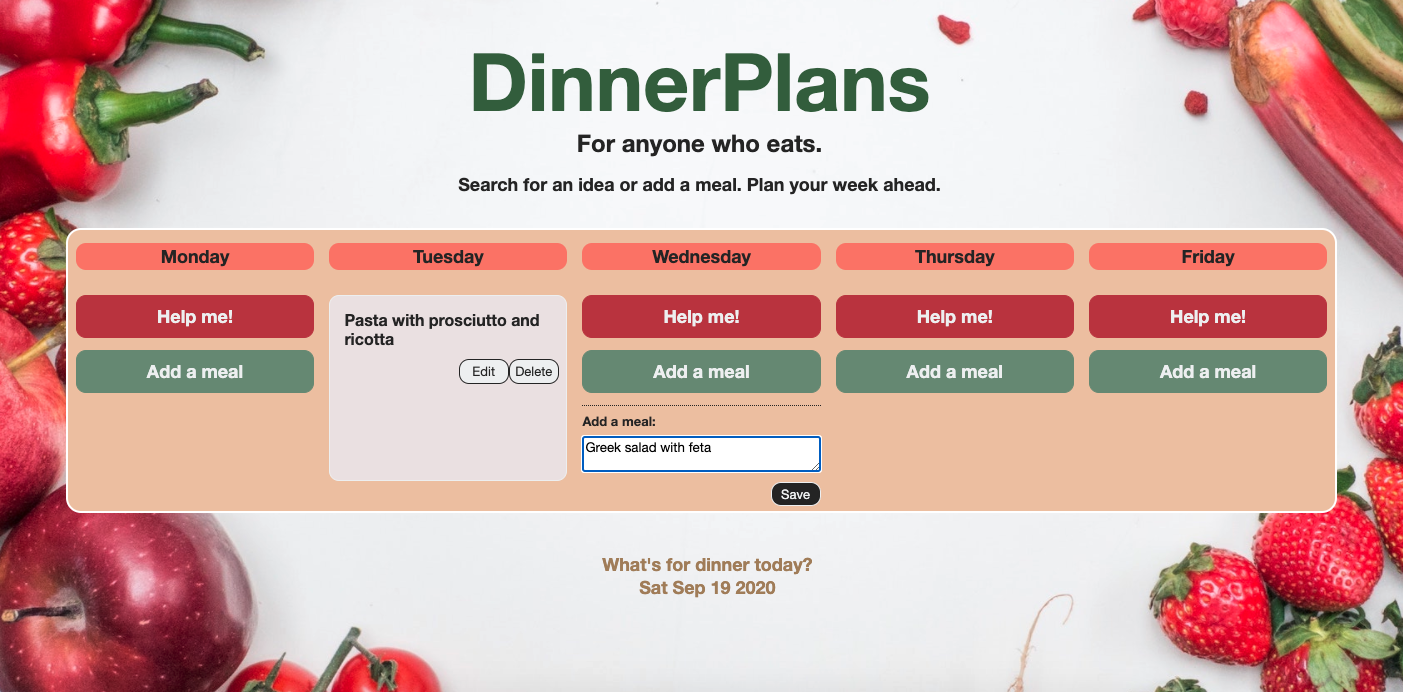 DinnerPlans
For anyone who eats.
Search for an idea or add a meal. Plan your week ahead.
Monday
Tuesday
Wednesday
Thursday
Friday
Help me!
Add a meal
Pasta with prosciutto and
ricotta
Edit
Delete
Help me!
Add a meal
Add a meal:
Greek salad with feta
Save
Help me!
Add a meal
Help me!
Add a meal
What's for dinner today?
Sat Sep 19 2020